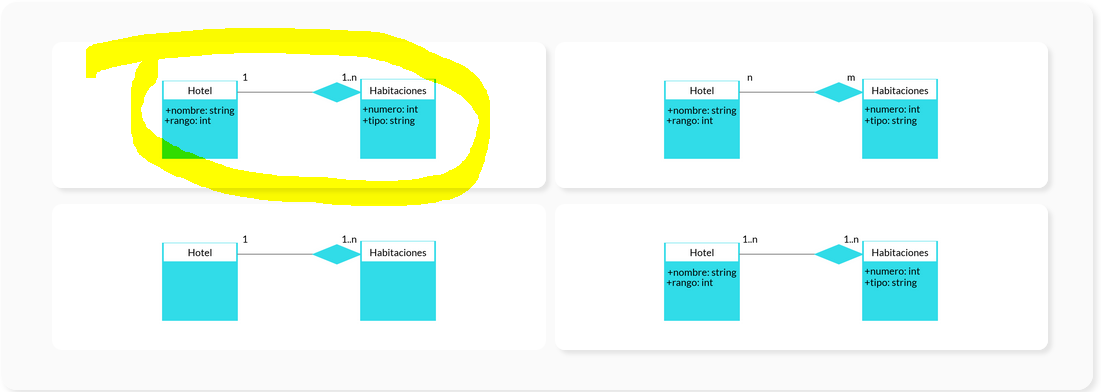 1 1..n
Hotel Habitaciones
+nombre: string +numero: int
+rango: int +tipo: string
n m
Hotel Habitaciones
+nombre: string +numero: int
+rango: int +tipo: string
1 1..n
Hotel Habitaciones
1..n 1..n
Hotel Habitaciones
+nombre: string +numero: int
+rango: int +tipo: string